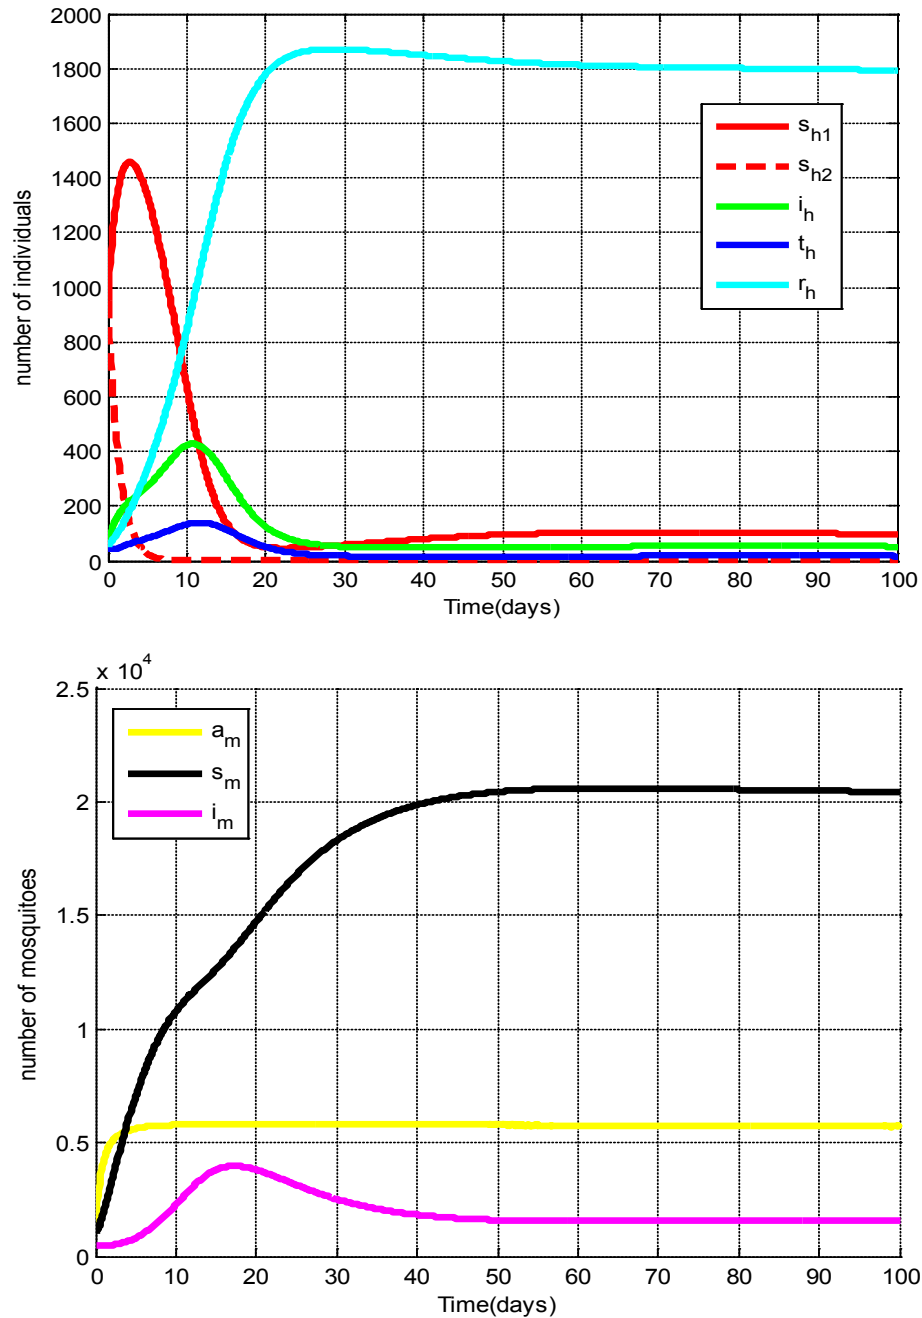 2000
1800
1600
1400
1200
1000
800
600
400
200
0
number of individuals
s_h1
s_h2
i_h
t_h
r_h
0 10 20 30 40 50 60 70 80 90 100
Time(days)
x 10^4
2.5
2
1.5
1
0.5
0
number of mosquitoes
a_m
s_m
i_m
0 10 20 30 40 50 60 70 80 90 100
Time(days)